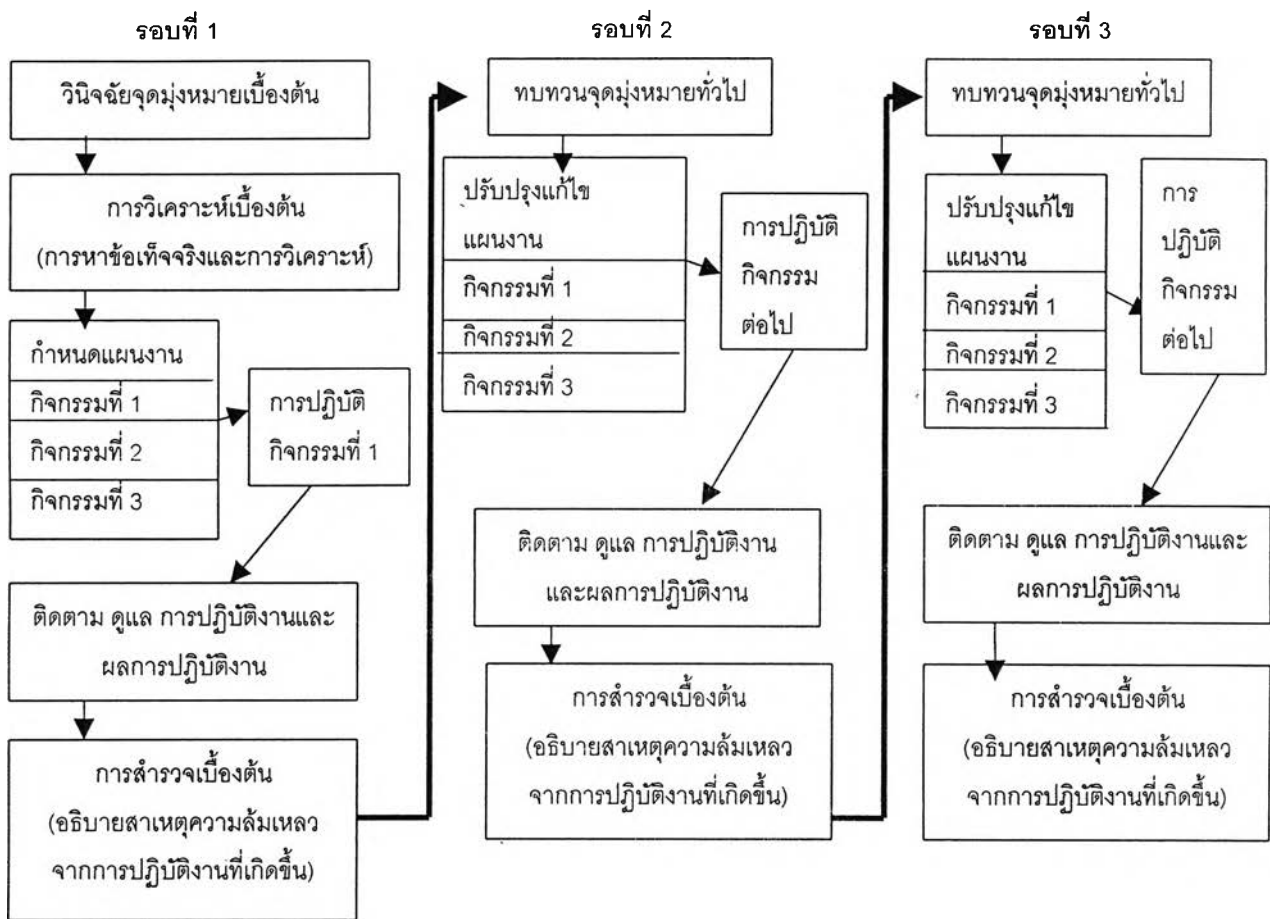 รอบที่ 1
วินิจฉัยจุดมุ่งหมายเบื้องต้น
การวิเคราะห์เบื้องต้น
(การหาข้อเท็จจริงและการวิเคราะห์)
กำหนดแผนงาน
กิจกรรมที่ 1
กิจกรรมที่ 2
กิจกรรมที่ 3
การปฏิบัติ
กิจกรรมที่ 1
ติดตาม ดูแล การปฏิบัติงานและ
ผลการปฏิบัติงาน
การสำรวจเบื้องต้น
(อธิบายสาเหตุความล้มเหลว
จากการปฏิบัติงานที่เกิดขึ้น)
รอบที่ 2
ทบทวนจุดมุ่งหมายทั่วไป
ปรับปรุงแก้ไข
แผนงาน
กิจกรรมที่ 1
กิจกรรมที่ 2
กิจกรรมที่ 3
การปฏิบัติ
กิจกรรม
ต่อไป
ติดตาม ดูแล การปฏิบัติงาน
และผลการปฏิบัติงาน
การสำรวจเบื้องต้น
(อธิบายสาเหตุความล้มเหลว
จากการปฏิบัติงานที่เกิดขึ้น)
รอบที่ 3
ทบทวนจุดมุ่งหมายทั่วไป
ปรับปรุงแก้ไข
แผนงาน
กิจกรรมที่ 1
กิจกรรมที่ 2
กิจกรรมที่ 3
การ
ปฏิบัติ
กิจกรรม
ต่อไป
ติดตาม ดูแล การปฏิบัติงานและ
ผลการปฏิบัติงาน
การสำรวจเบื้องต้น
(อธิบายสาเหตุความล้มเหลว
จากการปฏิบัติงานที่เกิดขึ้น)